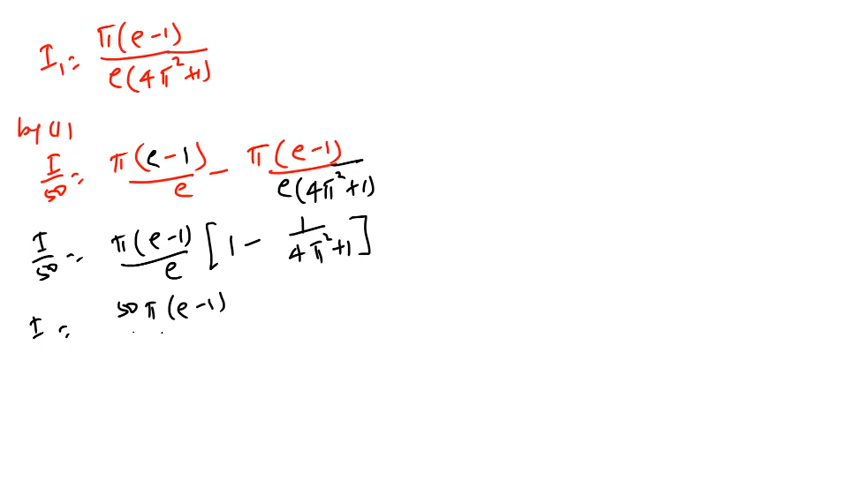 I₁ = π(e-1)/e(4π²+1)
by (1)
I/50 = π(e-1)/e - π(e-1)/e(4π²+1)
I/50 = π(e-1)/e [1 - 1/4π²+1]
I = 50π(e-1)